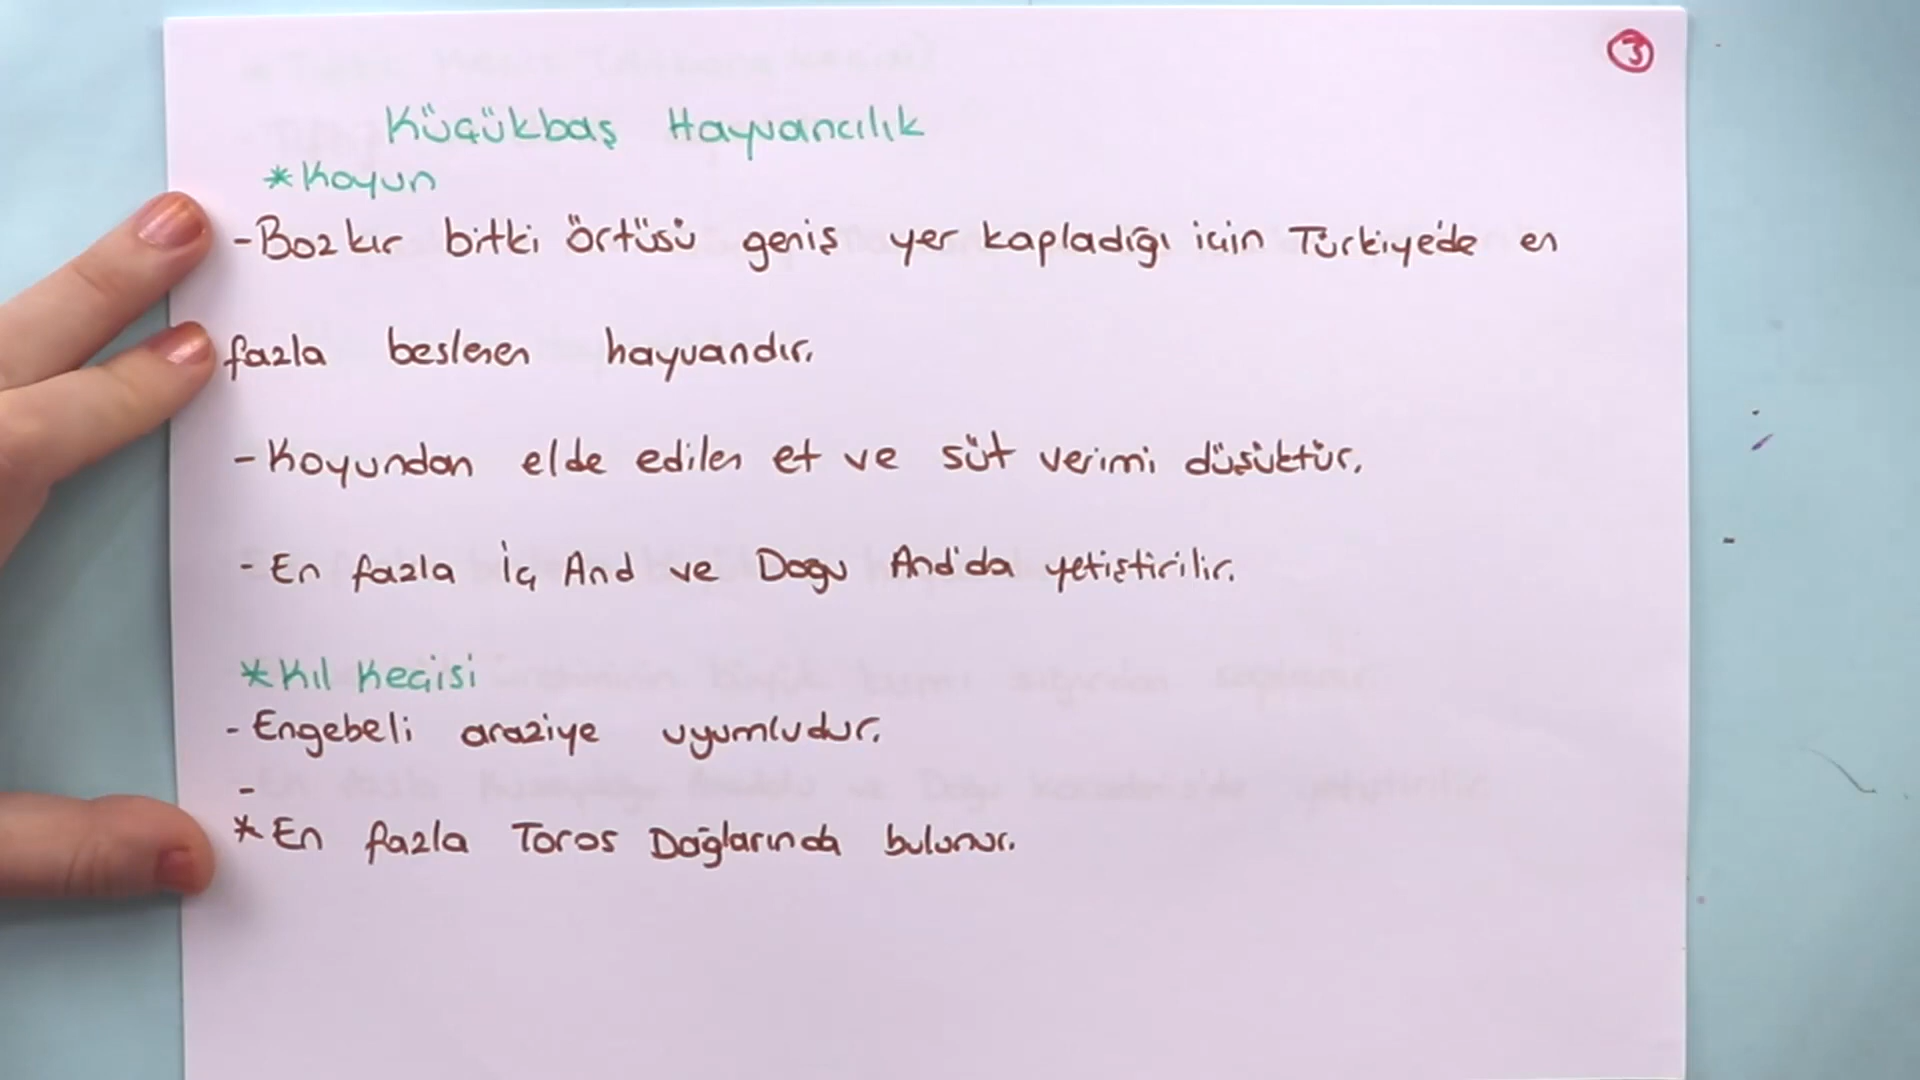 3
Küçükbaş Hayvancılık
*Koyun
-Bozkır bitki örtüsü geniş yer kapladığı için Türkiye'de en
fazla beslenen hayvandır.
-Koyundan elde edilen et ve süt verimi düşüktür.
-En fazla İç And ve Doğu And'da yetiştirilir.
*Kıl Keçisi
-Engebeli araziye uyumludur.
-
*En fazla Toros Dağlarında bulunur.